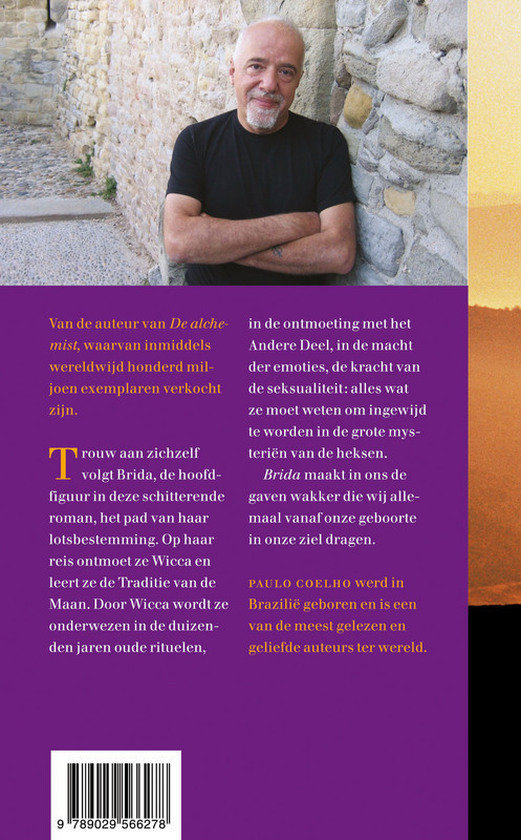 Van de auteur van De alche-
mist, waarvan inmiddels
wereldwijd honderd mil-
joen exemplaren verkocht
zijn.
Trouw aan zichzelf
volgt Brida, de hoofd-
figuur in deze schitterende
roman, het pad van haar
lotsbestemming. Op haar
reis ontmoet ze Wicca en
leert ze de Traditie van de
Maan. Door Wicca wordt ze
onderwezen in de duizen-
den jaren oude rituelen,
in de ontmoeting met het
Andere Deel, in de macht
der emoties, de kracht van
de seksualiteit: alles wat
ze moet weten om ingewijd
te worden in de grote mys-
teriën van de heksen.
Brida maakt in ons de
gaven wakker die wij alle-
maal vanaf onze geboorte
in onze ziel dragen.
PAULO COELHO werd in
Brazilië geboren en is een
van de meest gelezen en
geliefde auteurs ter wereld.
9 789029 566278